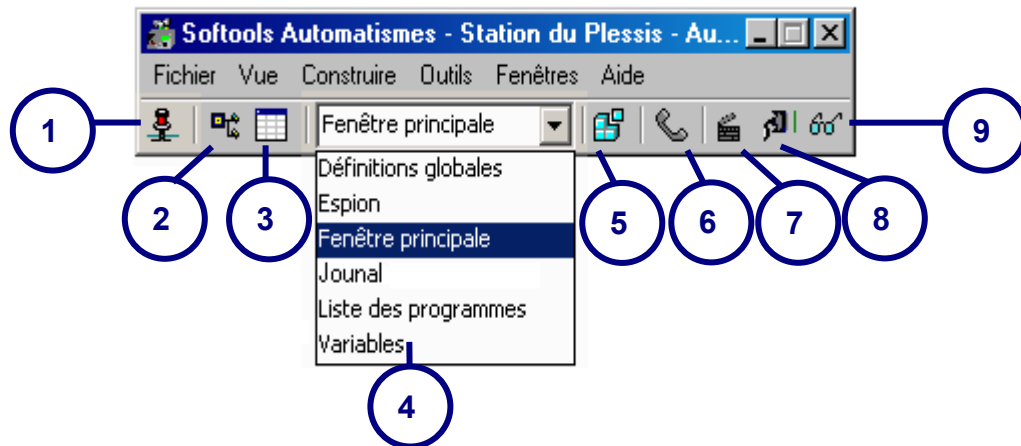 Softools Automatismes - Station du Plessis - Au...
Fichier Vue Construire Outils Fenêtres Aide
Fenêtre principale
Définitions globales
Espion
Fenêtre principale
Jounal
Liste des programmes
Variables
1
2
3
4
5
6
7
8
9